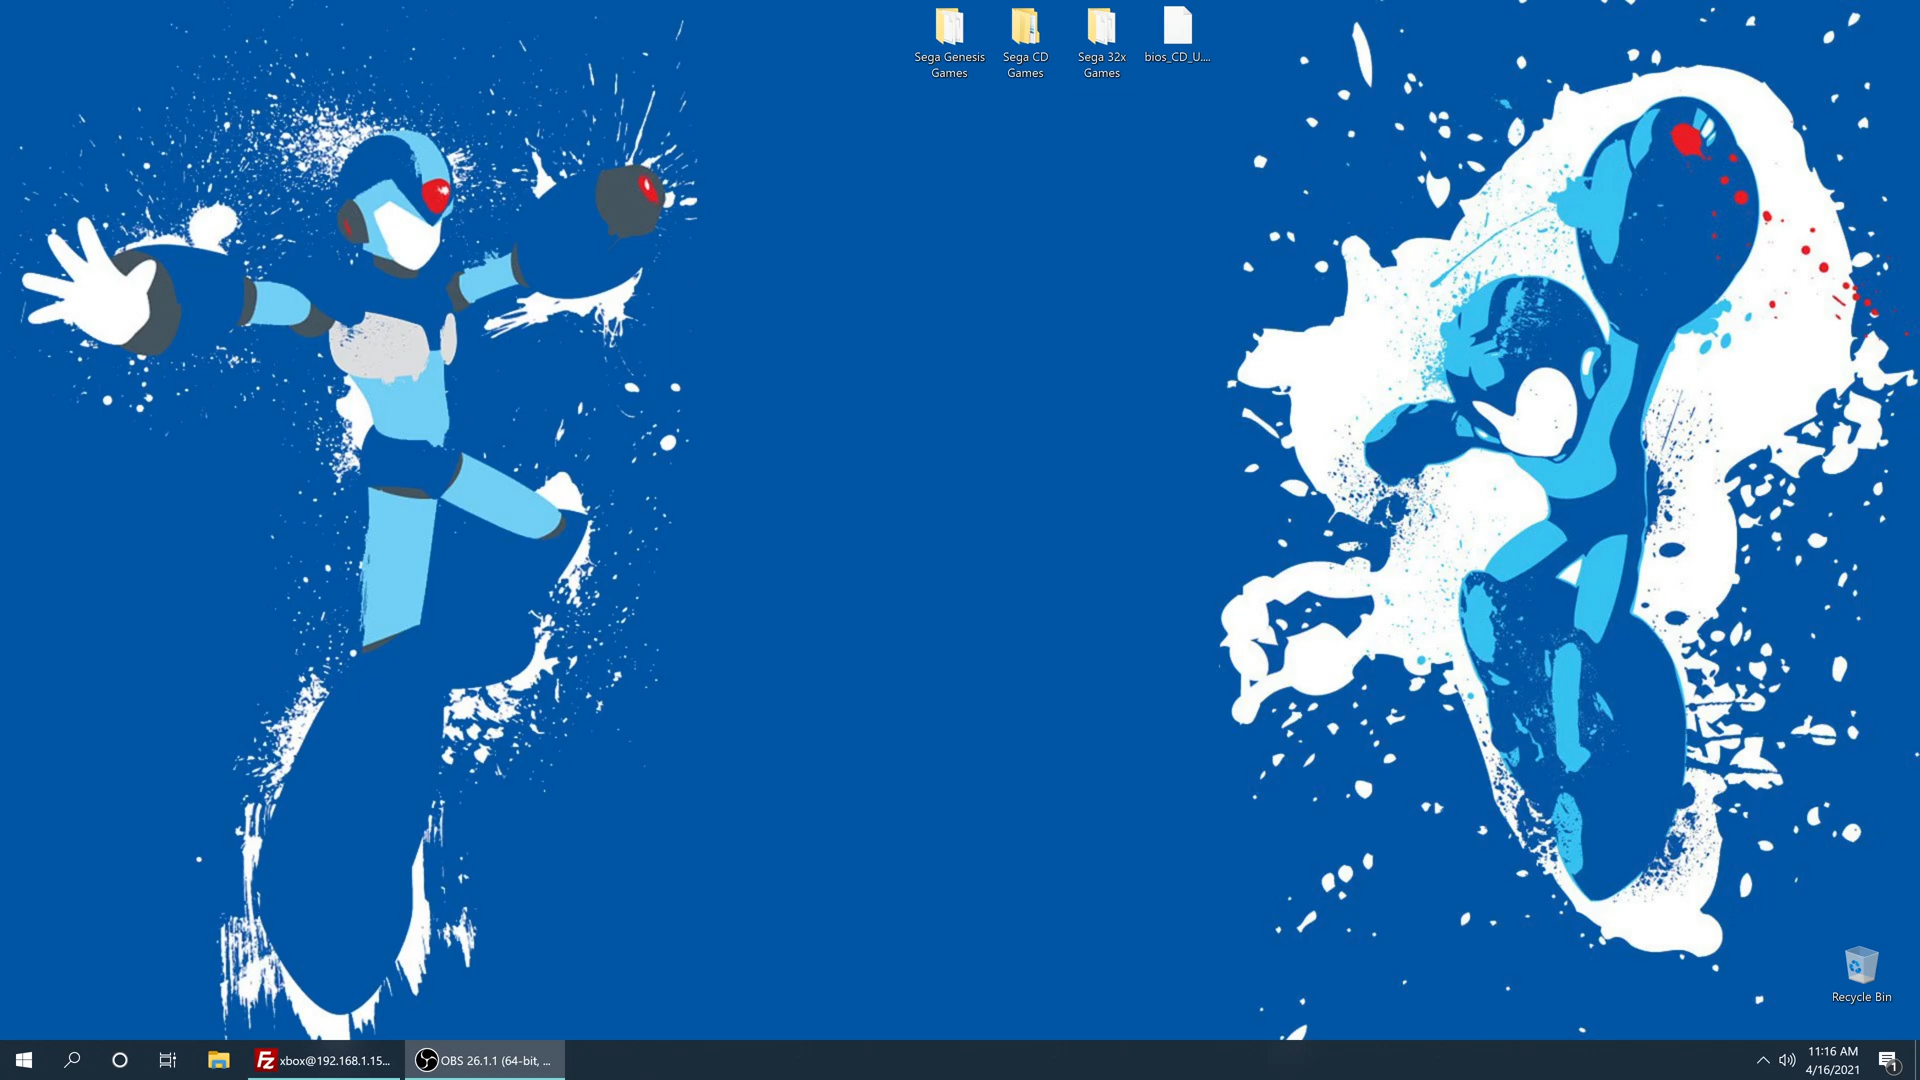 Sega Genesis
Games
Sega CD
Games
Sega 32x
Games
bios_CD_U....
Recycle Bin
xbox@192.168.1.15...
OBS 26.1.1 (64-bit, ...
11:16 AM
4/16/2021
1